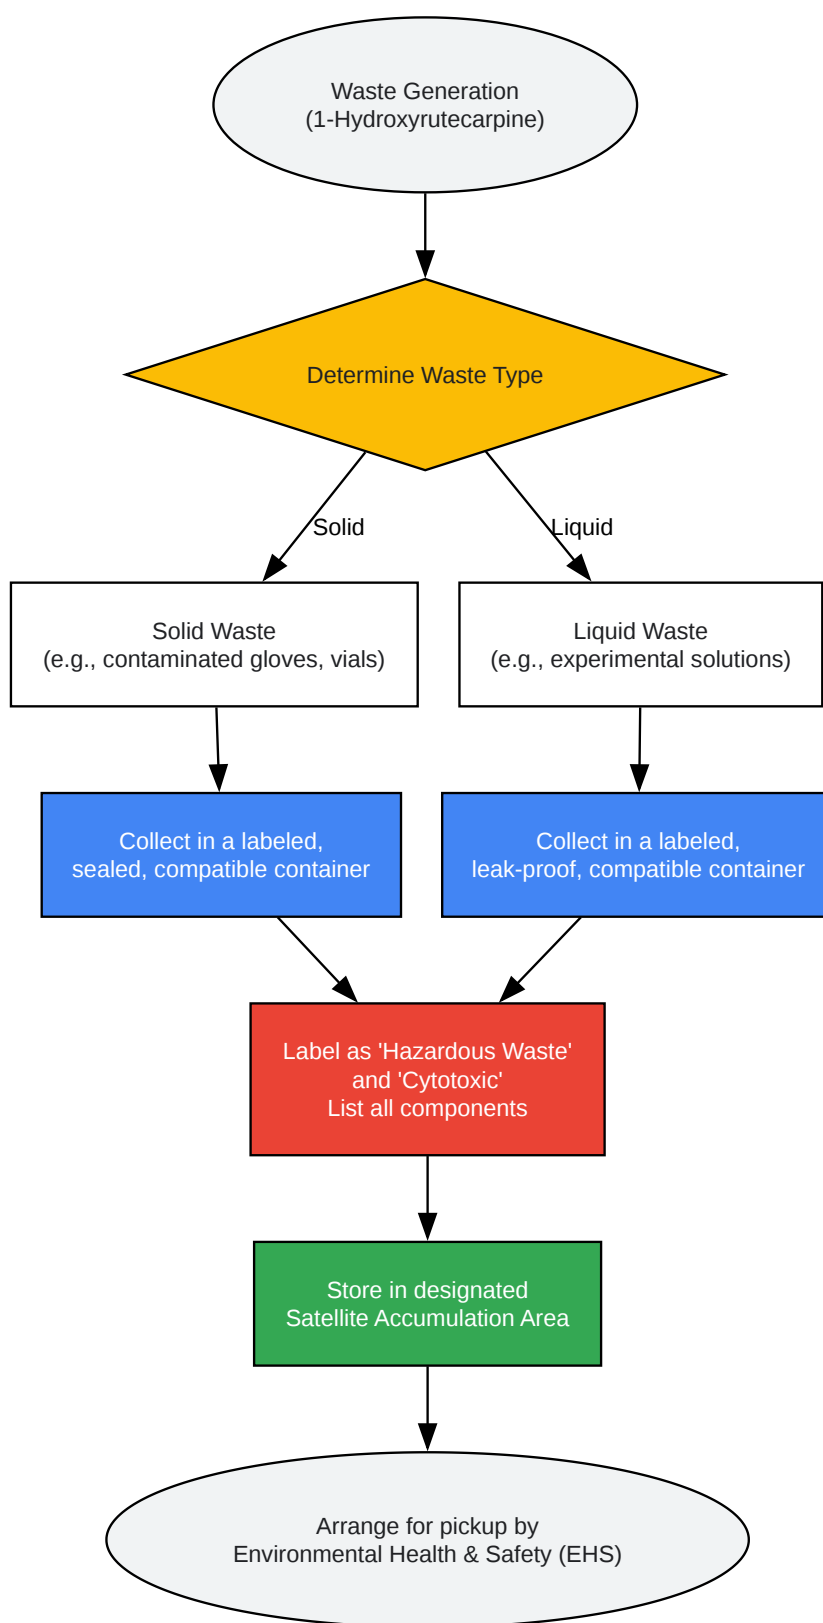 Waste Generation
(1-Hydroxyrutecarpine)
Determine Waste Type
Solid
Liquid
Solid Waste
(e.g., contaminated gloves, vials)
Liquid Waste
(e.g., experimental solutions)
Collect in a labeled,
sealed, compatible container
Collect in a labeled,
leak-proof, compatible container
Label as 'Hazardous Waste'
and 'Cytotoxic'
List all components
Store in designated
Satellite Accumulation Area
Arrange for pickup by
Environmental Health & Safety (EHS)